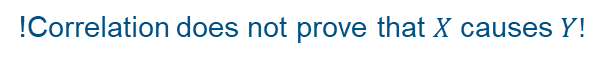 !Correlation does not prove that X causes Y!